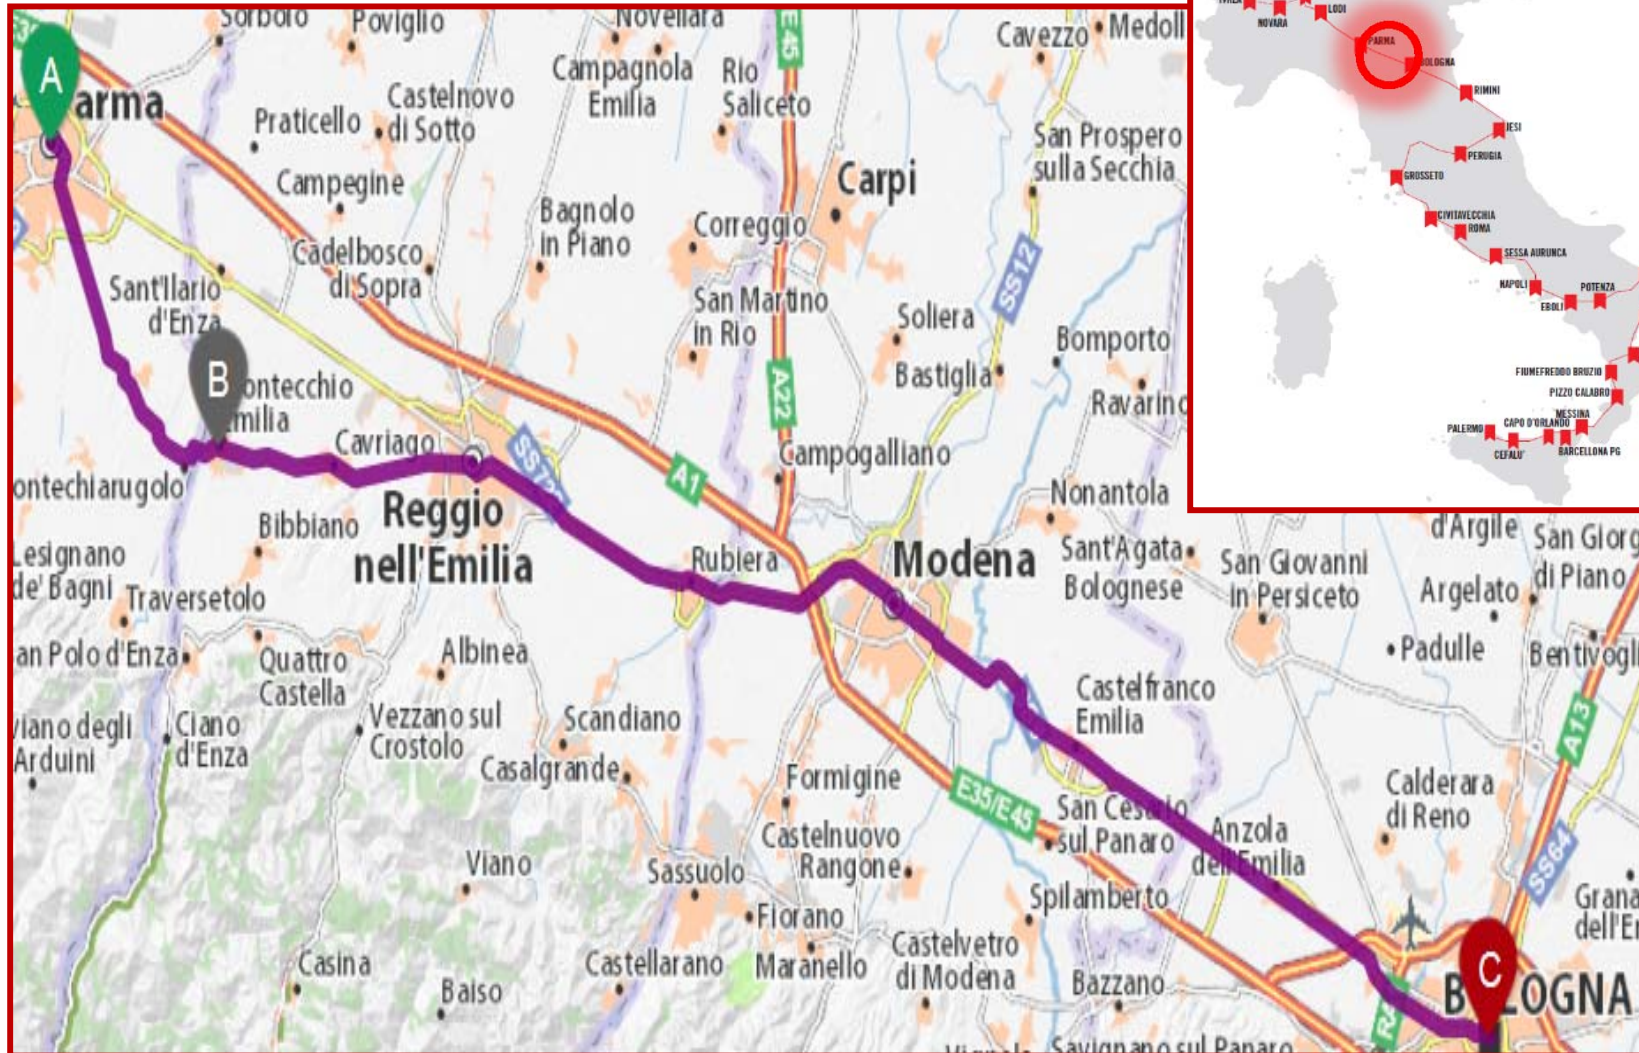 Sorbolo
Poviglio
Novellara
E45
Cavezzo
Medoll
A
arma
Praticello
Castelnovo
di Sotto
Campagnola
Emilia
Rio
Saliceto
San Prospero
sulla Secchia
Campegine
Carpi
Bagnolo
in Piano
Correggio
Cadelbosco
di Sopra
SS12
Sant'Ilario
d'Enza
San Martino
in Rio
Soliera
Bomporto
B
A22
Bastiglia
ontecchio
milia
Ravarino
Cavriago
Campogalliano
A1
ontechiarugolo
Nonantola
Reggio
nell'Emilia
Bibbiano
Lesignano
de' Bagni
Rubiera
Modena
Sant'Agata
Bolognese
San Giovanni
in Persiceto
d'Argile
San Giorg
di Piano
Argelato
Traversetolo
an Polo d'Enza
Quattro
Castella
Albinea
Padulle
Bentivogli
Castelfranco
Emilia
viano degli
Arduini
Ciano
d'Enza
Vezzano sul
Crostolo
Scandiano
A13
Casalgrande
Formigine
E35/E45
San Cesario
sul Panaro
Calderara
di Reno
Castelnuovo
Rangone
Anzola
dell'Emilia
Viano
Sassuolo
SS64
Spilamberto
Fiorano
Grana
dell'Er
Casina
Castellarano
Maranello
Castelvetro
di Modena
Bazzano
C
B LOGNA
Baiso
Savignano sul Panaro
NOVARA
LODI
PARMA
OLOGNA
RIMINI
IESI
PERUGIA
GROSSETO
CIVITAVECCHIA
ROMA
SESSA AURUNCA
NAPOLI
EBOLI
POTENZA
FIUMEFREDDO BRUZIO
PIZZO CALABRO
MESSINA
PALERMO
CAPO D'ORLANDO
CEFALU'
BARCELLONA PG